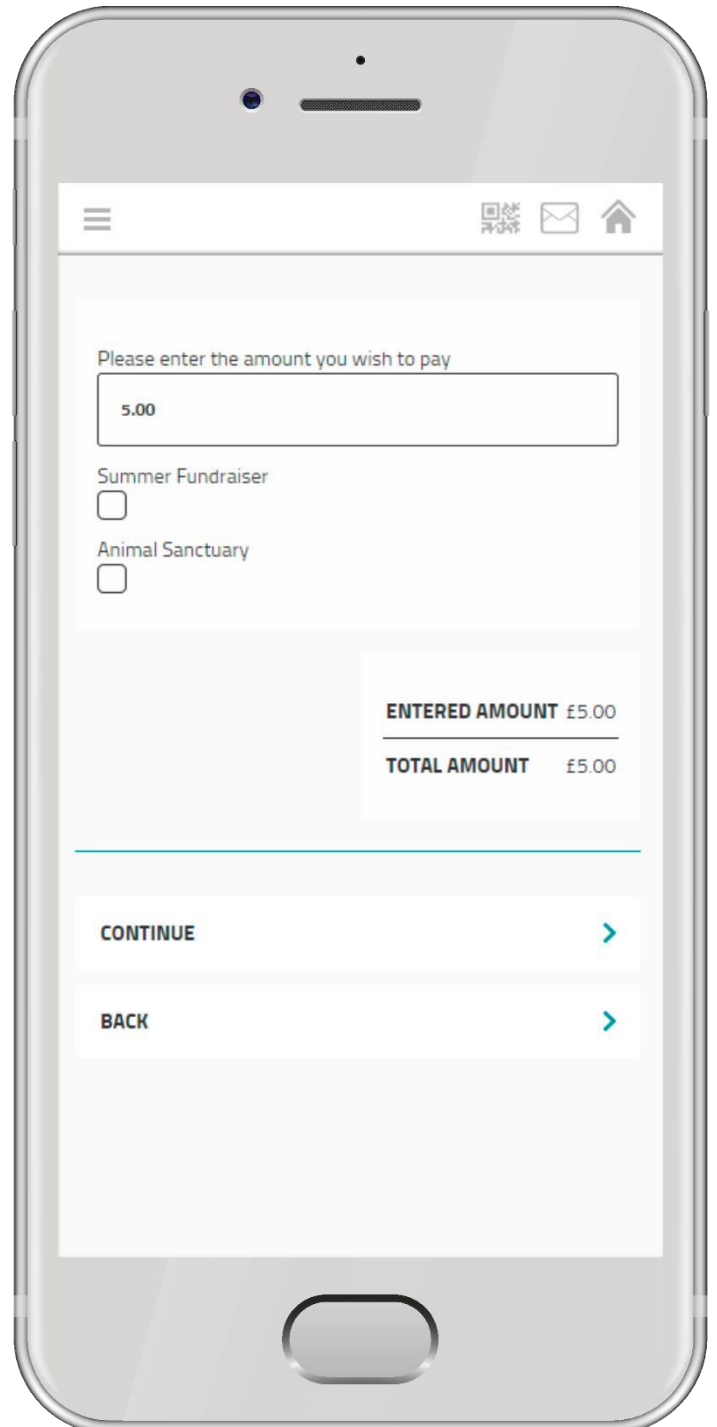 Please enter the amount you wish to pay
5.00
Summer Fundraiser
Animal Sanctuary
ENTERED AMOUNT £5.00
TOTAL AMOUNT £5.00
CONTINUE
BACK